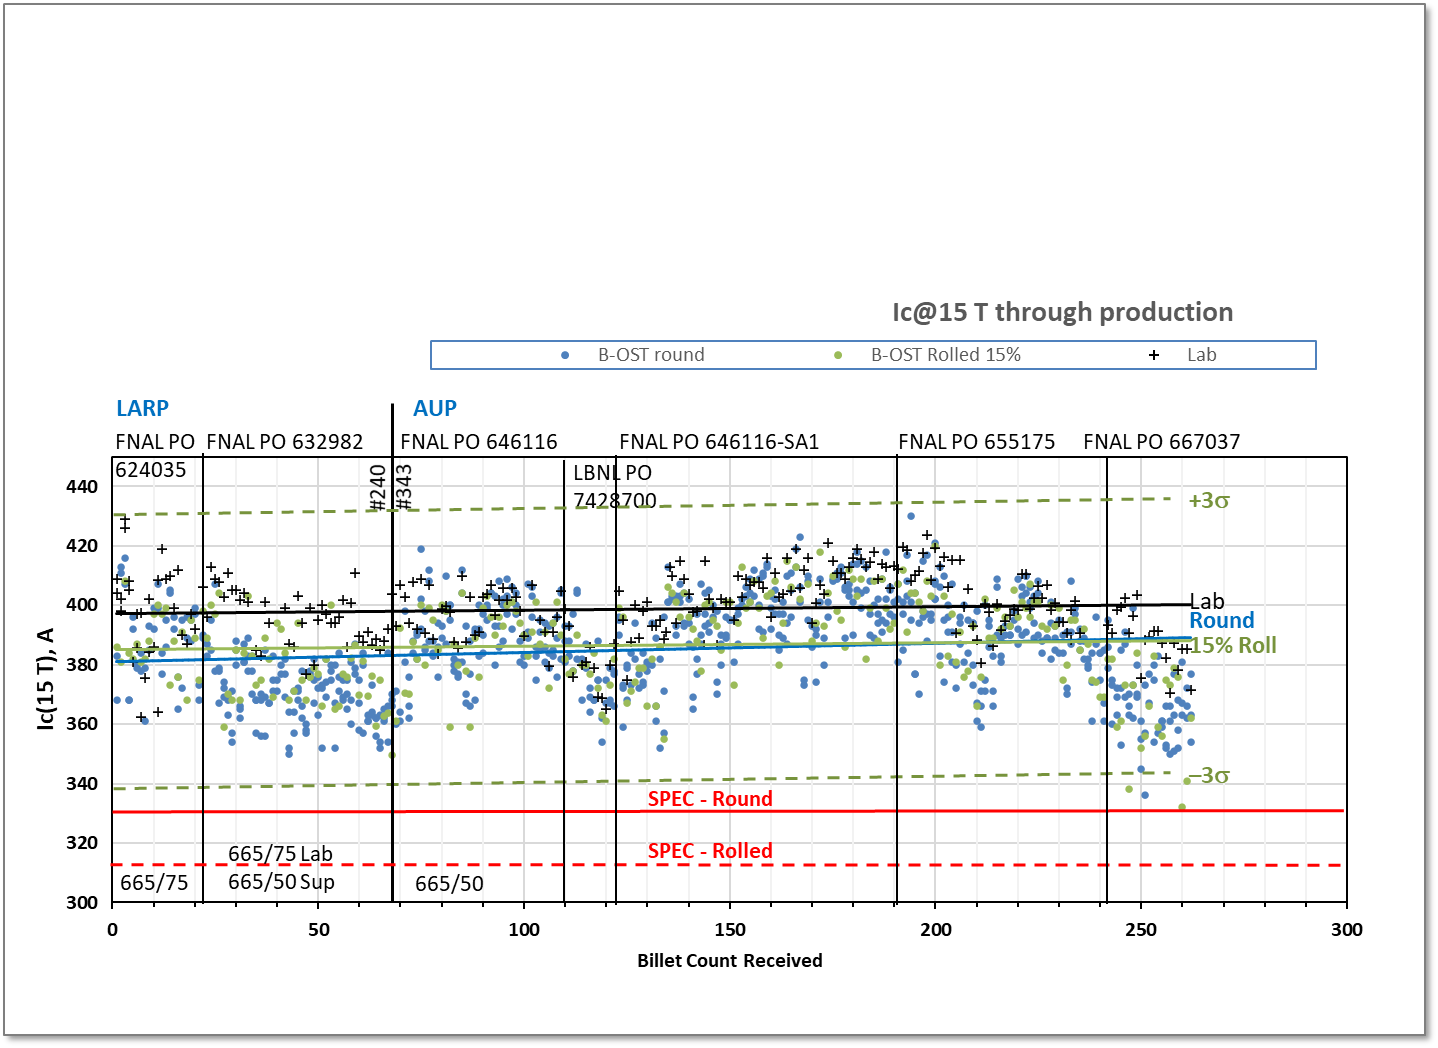 Ic@15 T through production
B-OST round B-OST Rolled 15% Lab
LARP AUP
FNAL PO
624035
FNAL PO 632982
FNAL PO 646116
FNAL PO 646116-SA1
FNAL PO 655175
FNAL PO 667037
#240
#343
LBNL PO
7428700
+3σ
Lab
Round
15% Roll
−3σ
SPEC - Round
SPEC - Rolled
665/75 Lab
665/50 Sup
665/75
665/50
Ic(15 T), A
440
420
400
380
360
340
320
300
0 50 100 150 200 250 300
Billet Count Received